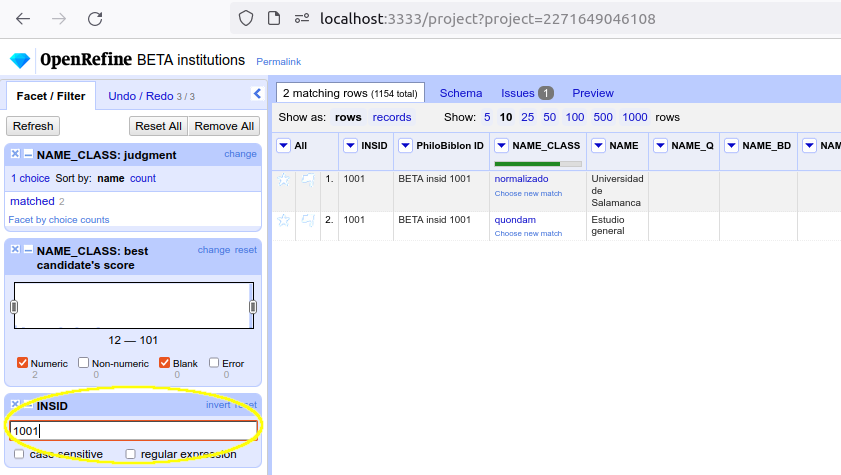 localhost:3333/project?project=2271649046108
OpenRefine BETA institutions Permalink
Facet / Filter Undo / Redo 3 / 3
Refresh Reset All Remove All
NAME_CLASS: judgment change
1 choice Sort by: name count
matched 2
Facet by choice counts
NAME_CLASS: best candidate's score change reset
12 — 101
Numeric 2 Non-numeric 0 Blank 0 Error 0
INSID invert reset
1001
case sensitive regular expression
2 matching rows (1154 total) Schema Issues 1 Preview
Show as: rows records Show: 5 10 25 50 100 500 1000 rows
All INSID PhiloBiblon ID NAME_CLASS NAME NAME_Q NAME_BD NAM
1. 1001 BETA insid 1001 normalizado Choose new match Universidad de Salamanca
2. 1001 BETA insid 1001 quondam Choose new match Estudio general